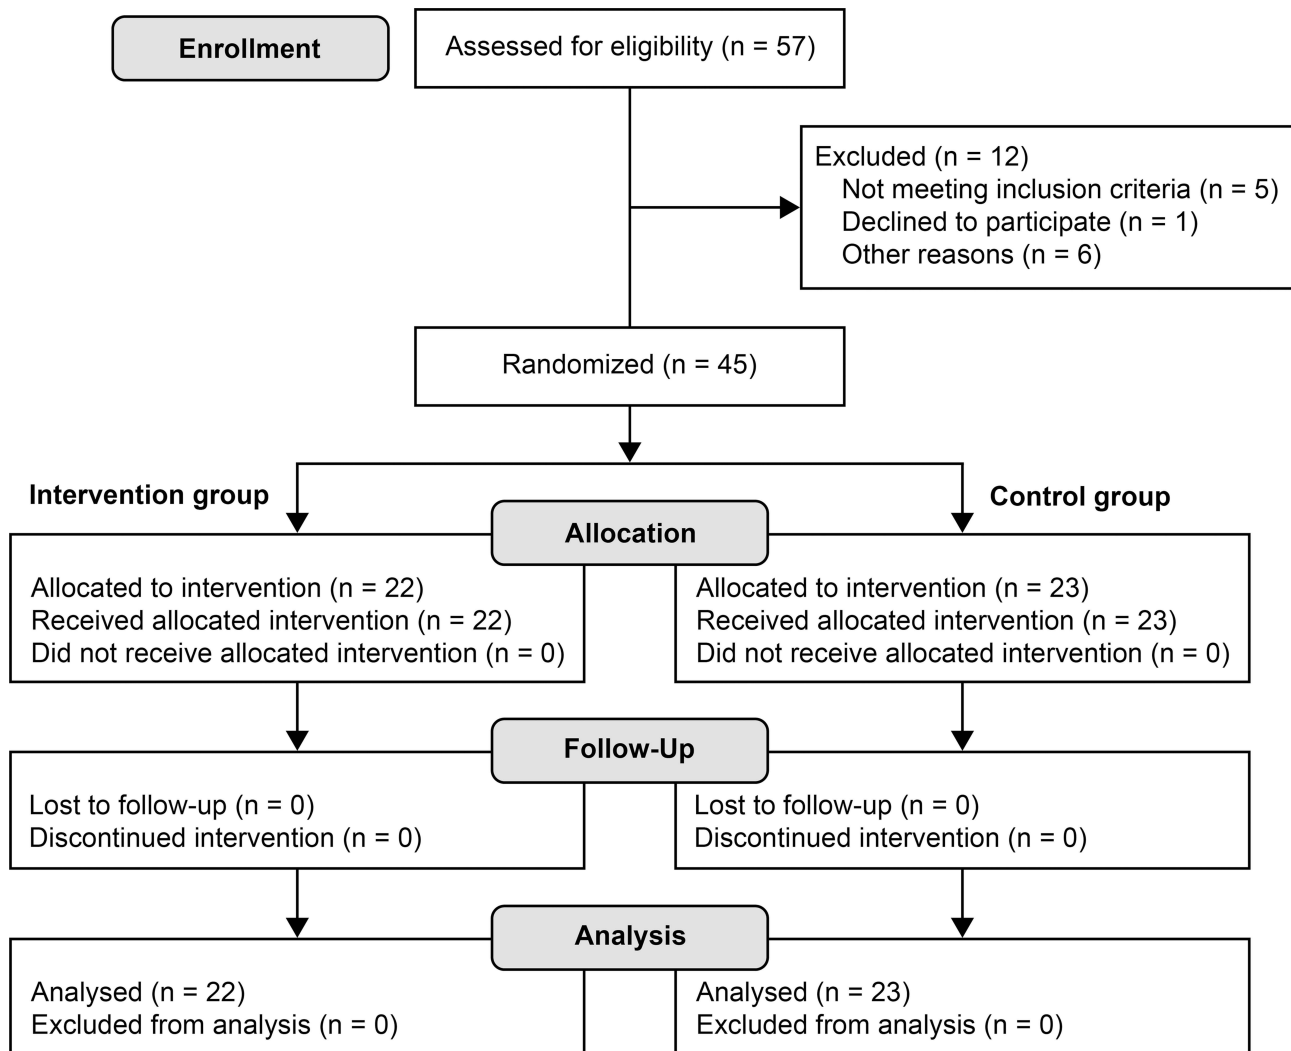 Enrollment
Assessed for eligibility (n = 57)
Excluded (n = 12)
Not meeting inclusion criteria (n = 5)
Declined to participate (n = 1)
Other reasons (n = 6)
Randomized (n = 45)
Intervention group
Control group
Allocation
Allocated to intervention (n = 22)
Received allocated intervention (n = 22)
Did not receive allocated intervention (n = 0)
Allocated to intervention (n = 23)
Received allocated intervention (n = 23)
Did not receive allocated intervention (n = 0)
Follow-Up
Lost to follow-up (n = 0)
Discontinued intervention (n = 0)
Lost to follow-up (n = 0)
Discontinued intervention (n = 0)
Analysis
Analysed (n = 22)
Excluded from analysis (n = 0)
Analysed (n = 23)
Excluded from analysis (n = 0)